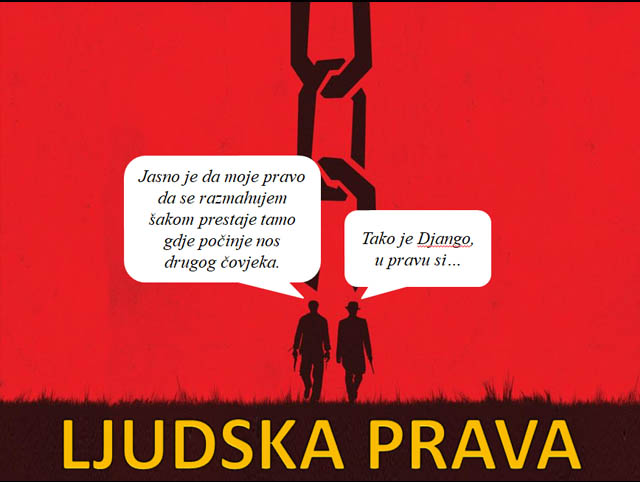 Jasno je da moje pravo
da se razmahujem
šakom prestaje tamo
gdje počinje nos
drugog čovjeka.
Tako je Django,
u pravu si…
LJUDSKA PRAVA